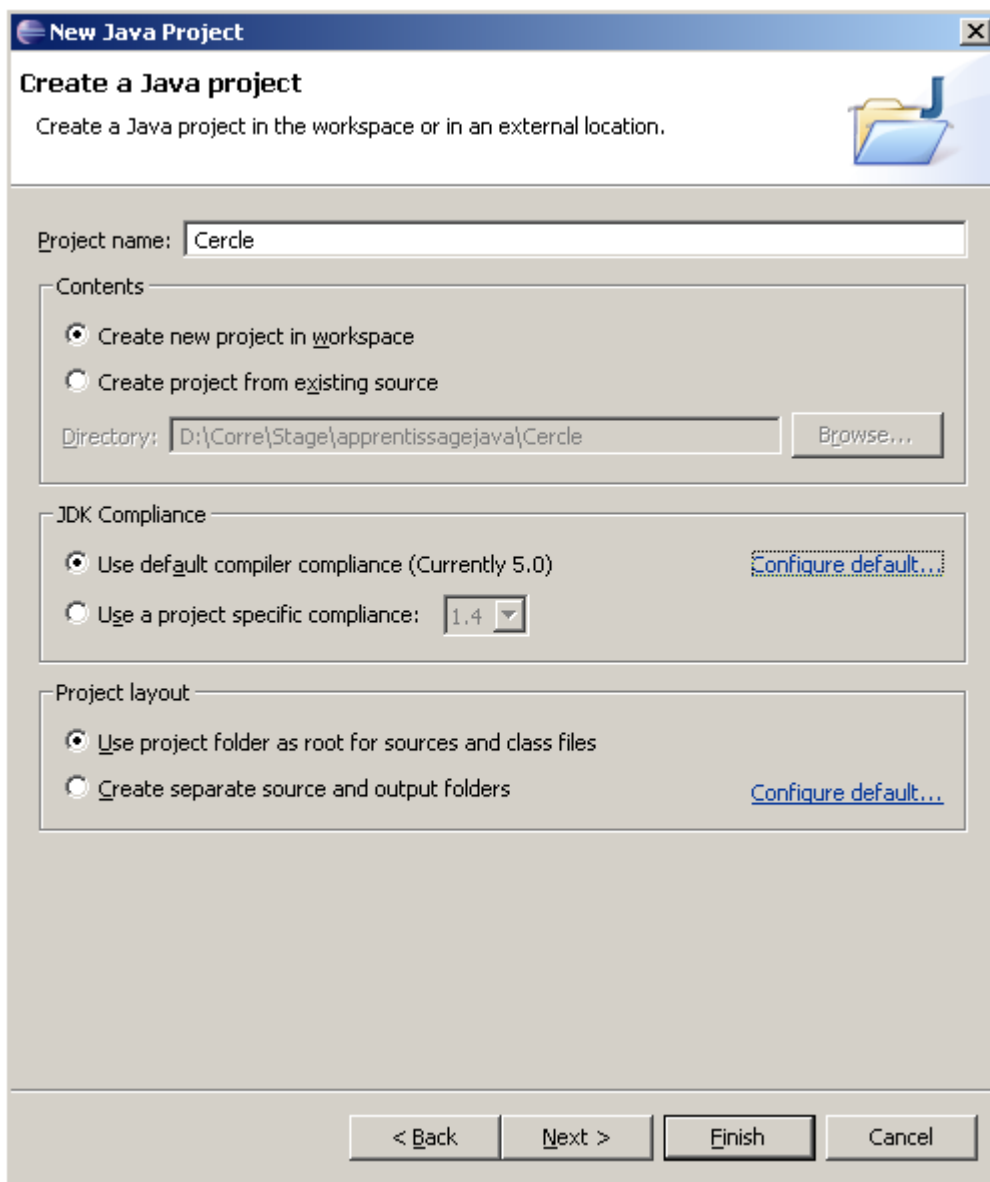 New Java Project
Create a Java project
Create a Java project in the workspace or in an external location.
Project name: Cercle
Contents
Create new project in workspace
Create project from existing source
Directory: D:\Corre\Stage\apprentissagejava\Cercle Browse...
JDK Compliance
Use default compiler compliance (Currently 5.0) Configure default...
Use a project specific compliance: 1.4
Project layout
Use project folder as root for sources and class files
Create separate source and output folders Configure default...
< Back Next > Finish Cancel